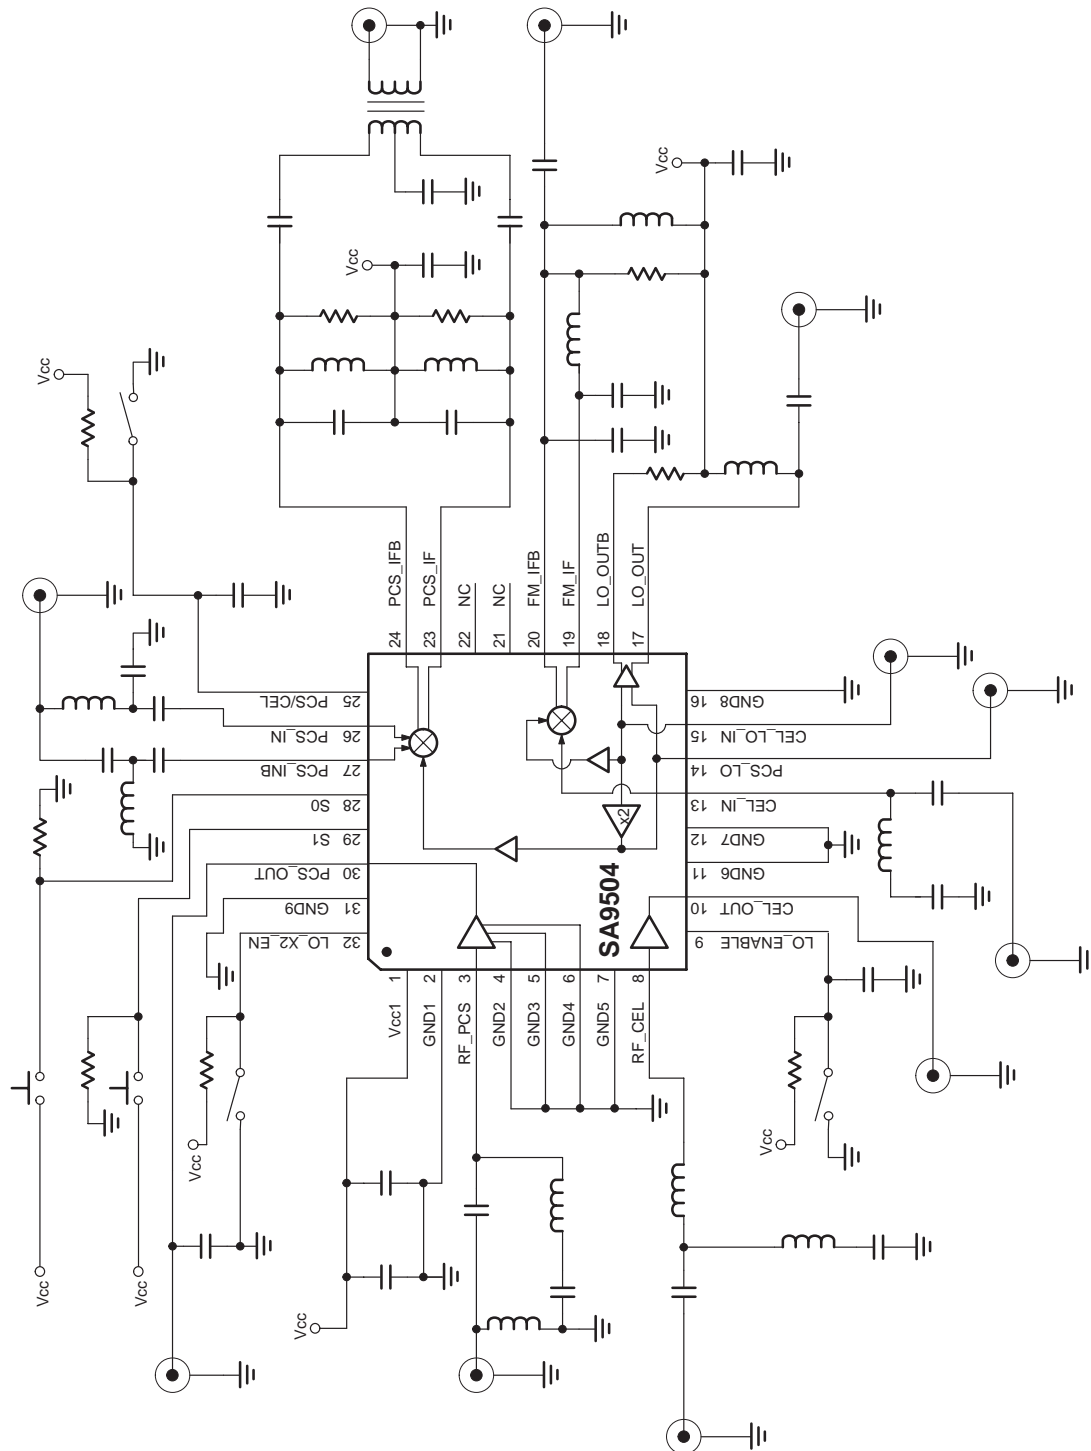 Vcc
Vcc
Vcc
24 PCS_IFB
23 PCS_IF
22 NC
21 NC
20 FM_IFB
19 FM_IF
18 LO_OUTB
17 LO_OUT
25 PCS/CEL
26 PCS_IN
27 PCS_INB
28 S0
29 S1
30 PCS_OUT
31 GND9
32 LO_X2_EN
16 GND8
15 CEL_LO_IN
14 PCS_LO
13 CEL_IN
12 GND7
11 GND6
10 CEL_OUT
9 LO_ENABLE
x2
SA9504
Vcc1 1
GND1 2
RF_PCS 3
GND2 4
GND3 5
GND4 6
GND5 7
RF_CEL 8
Vcc
Vcc
Vcc
Vcc
Vcc